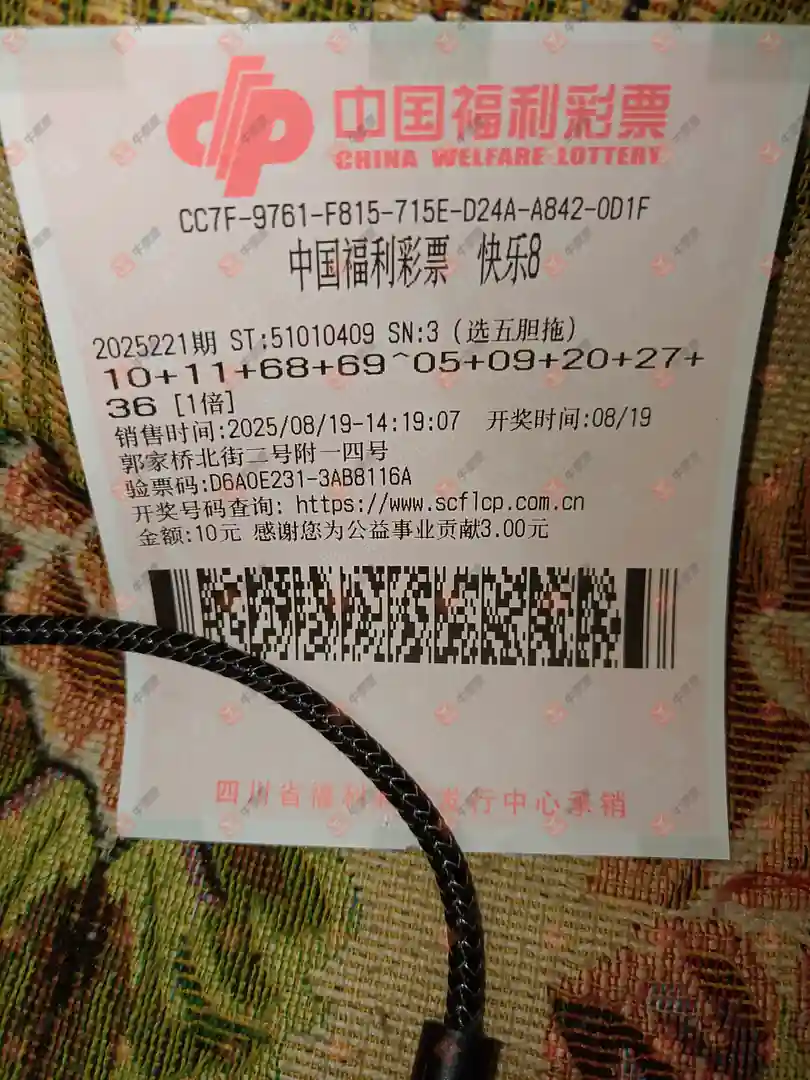 中国福利彩票
CHINA WELFARE LOTTERY
CC7F-9761-F815-715E-D24A-A842-0D1F
中国福利彩票 快乐8
2025221期 ST:51010409 SN:3 (选五胆拖)
10+11+68+69^05+09+20+27+
36 [1倍]
销售时间:2025/08/19-14:19:07 开奖时间:08/19
郭家桥北街二号附一四号
验票码:D6A0E231-3AB8116A
开奖号码查询: https://www.scflcp.com.cn
金额:10元 感谢您为公益事业贡献3.00元
四川省福利 发行中心承销